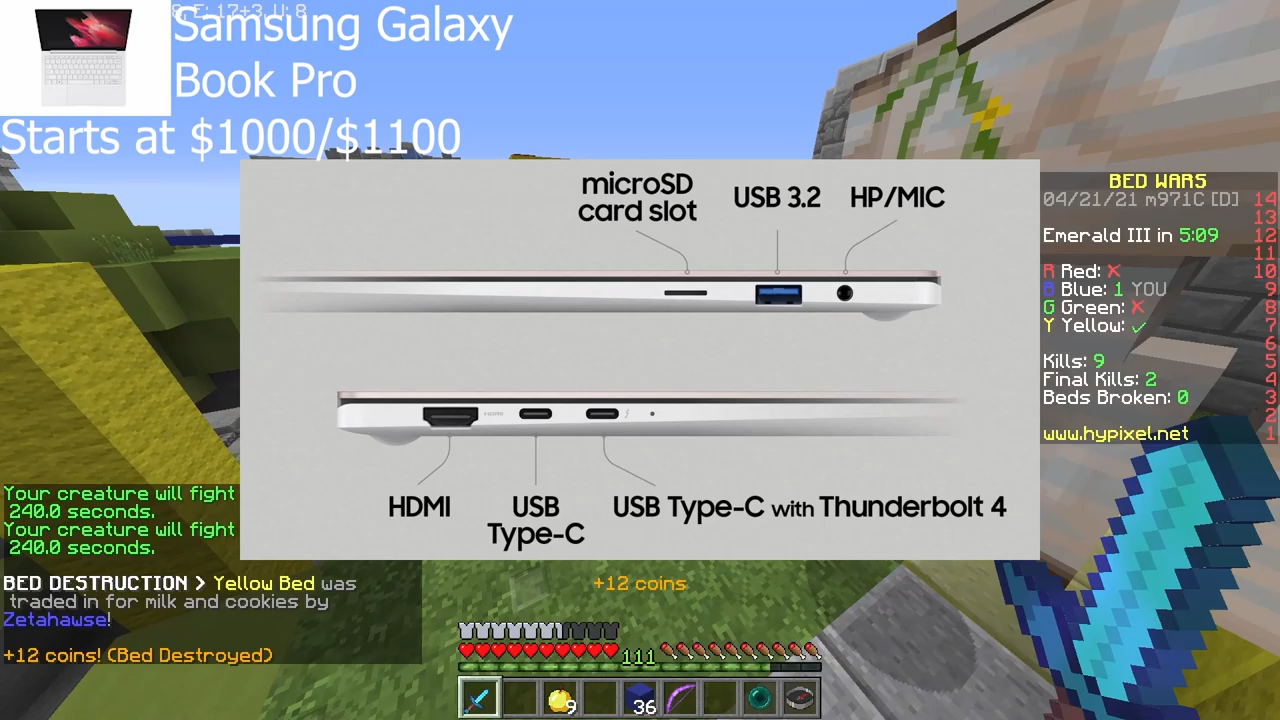 8, E: 17+3, U: 8
Samsung Galaxy
Book Pro
Starts at $1000/$1100
microSD
card slot
USB 3.2
HP/MIC
HDMI
HDMI
USB
Type-C
USB Type-C with Thunderbolt 4
BED WARS
04/21/21 m971C [D] 14
13
Emerald III in 5:09 12
11
R Red: ✗ 10
B Blue: 1 YOU 9
G Green: ✗ 8
Y Yellow: ✓ 7
6
Kills: 9 5
Final Kills: 2 4
Beds Broken: 0 3
2
www.hypixel.net 1
Your creature will fight
240.0 seconds.
Your creature will fight
240.0 seconds.
BED DESTRUCTION > Yellow Bed was
traded in for milk and cookies by
Zetahawse!
+12 coins! (Bed Destroyed)
+12 coins
111
9
36